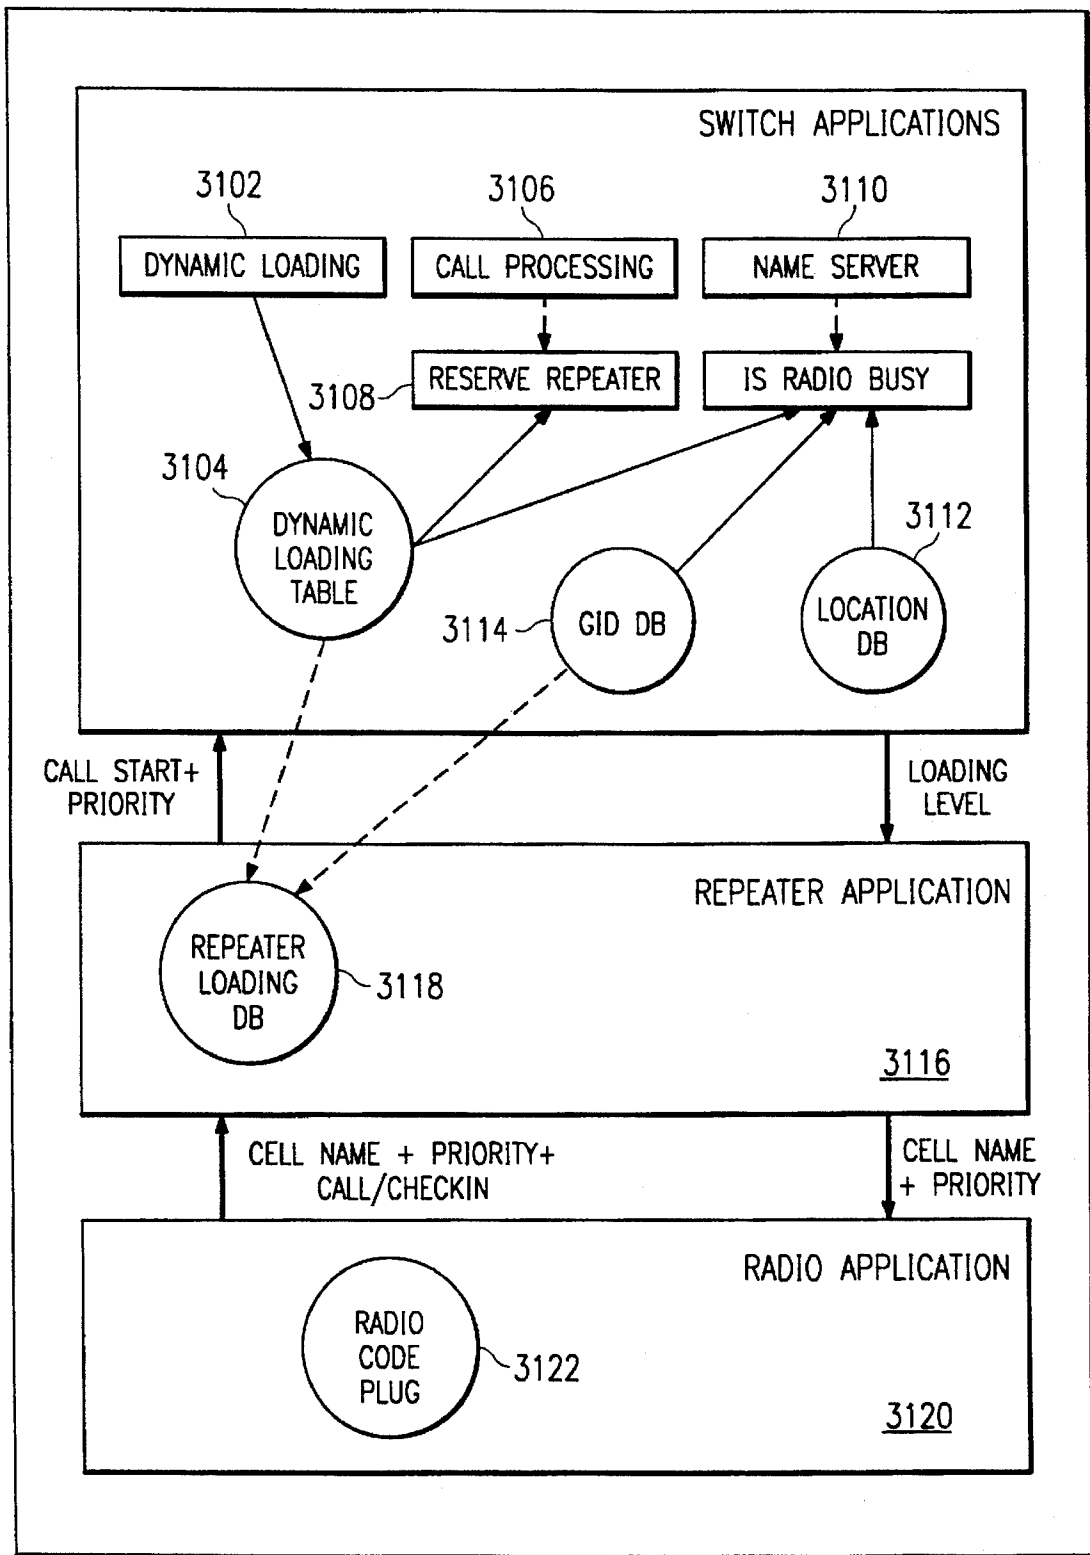 SWITCH APPLICATIONS
3102
3106
3110
DYNAMIC LOADING
CALL PROCESSING
NAME SERVER
3108
RESERVE REPEATER
IS RADIO BUSY
3104
DYNAMIC
LOADING
TABLE
3114
GID DB
3112
LOCATION
DB
CALL START+
PRIORITY
LOADING
LEVEL
REPEATER APPLICATION
REPEATER
LOADING
DB
3118
3116
CELL NAME + PRIORITY+
CALL/CHECKIN
CELL NAME
+ PRIORITY
RADIO APPLICATION
RADIO
CODE
PLUG
3122
3120